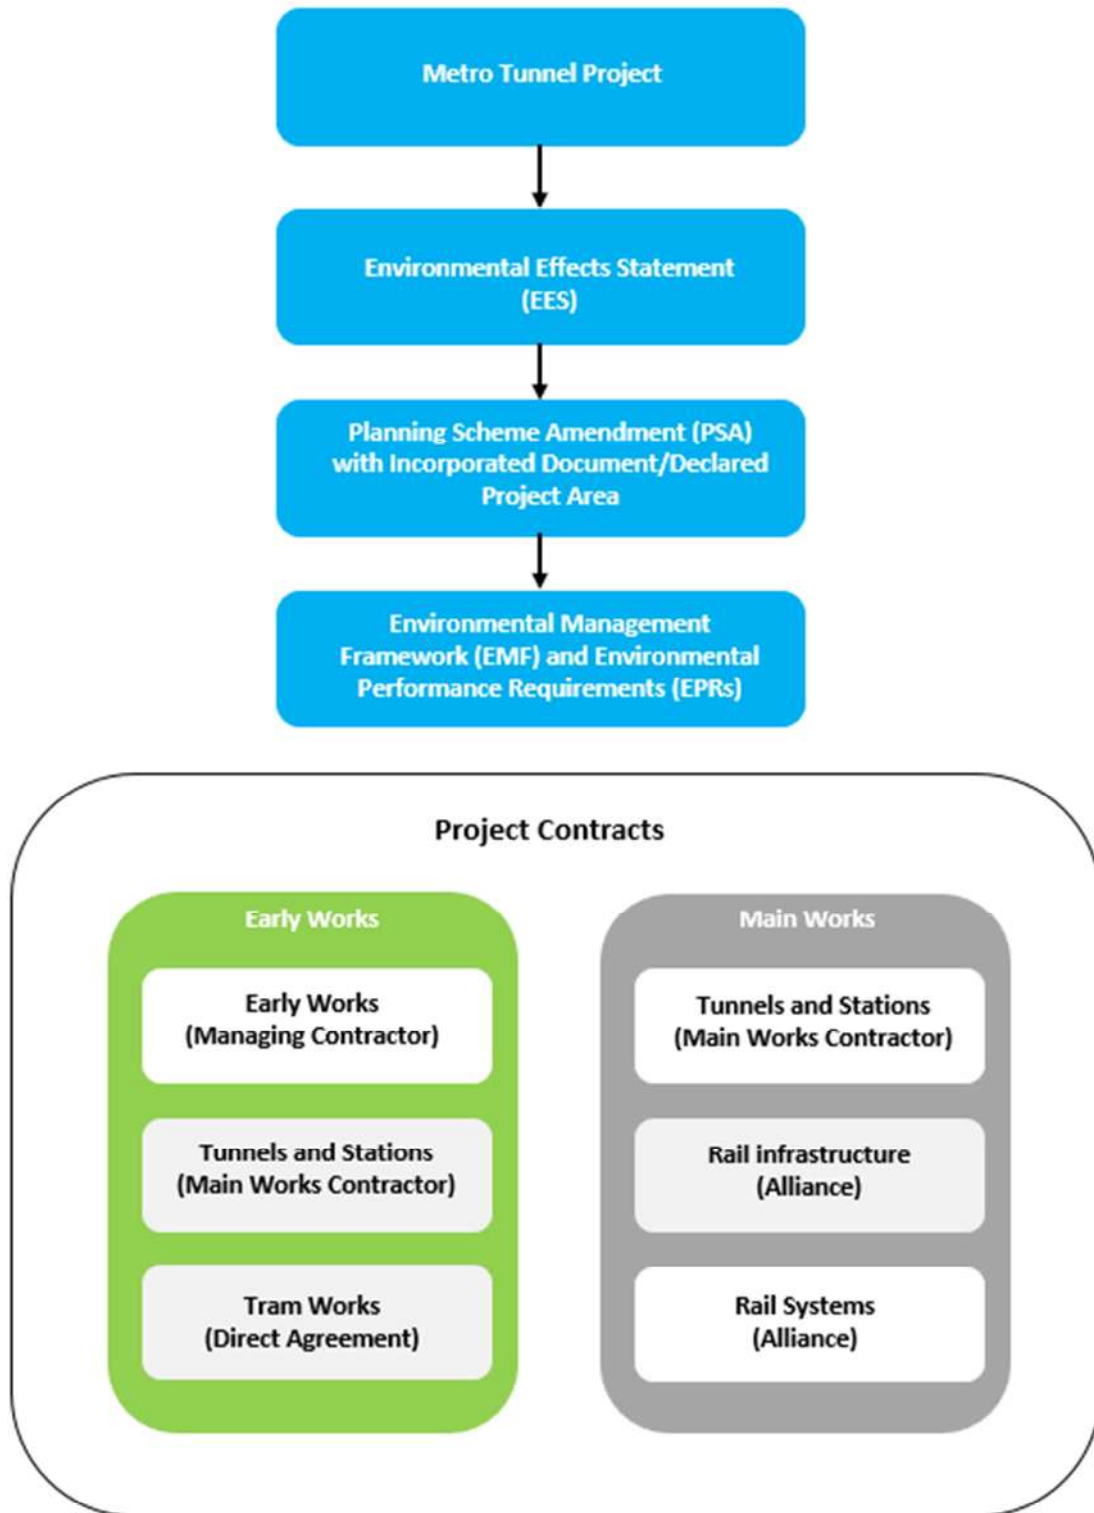 Metro Tunnel Project
Environmental Effects Statement
(EES)
Planning Scheme Amendment (PSA)
with Incorporated Document/Declared
Project Area
Environmental Management
Framework (EMF) and Environmental
Performance Requirements (EPRs)
Project Contracts
Early Works
Early Works
(Managing Contractor)
Tunnels and Stations
(Main Works Contractor)
Tram Works
(Direct Agreement)
Main Works
Tunnels and Stations
(Main Works Contractor)
Rail infrastructure
(Alliance)
Rail Systems
(Alliance)